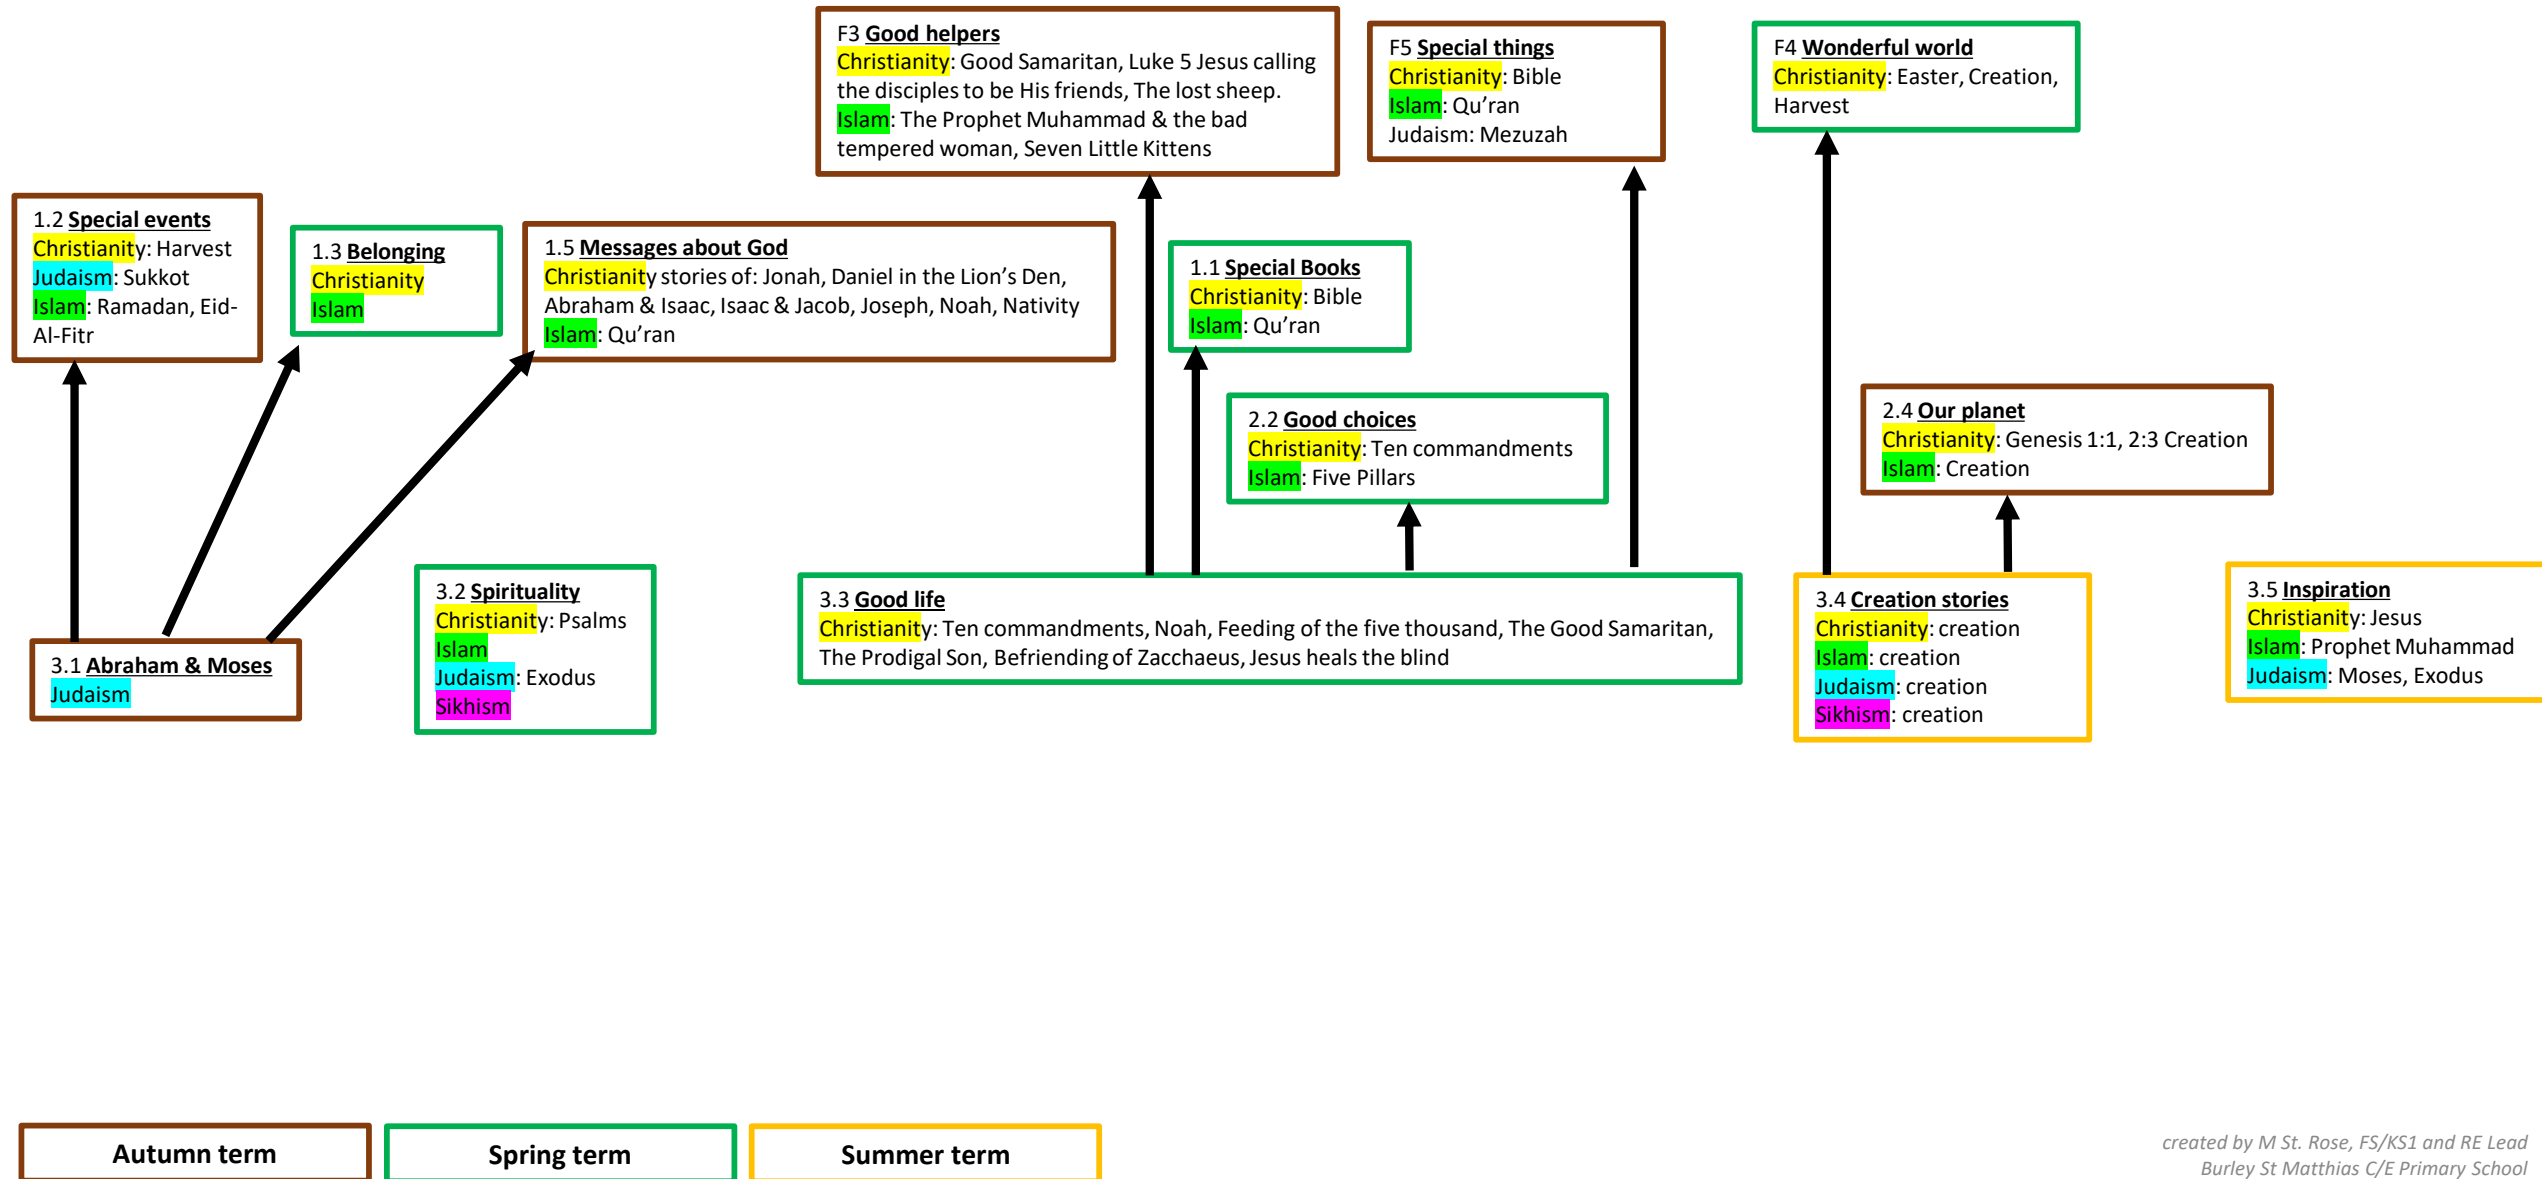 F3 Good helpers
Christianity: Good Samaritan, Luke 5 Jesus calling
the disciples to be His friends, The lost sheep.
Islam: The Prophet Muhammad & the bad
tempered woman, Seven Little Kittens
F5 Special things
Christianity: Bible
Islam: Qu’ran
Judaism: Mezuzah
F4 Wonderful world
Christianity: Easter, Creation,
Harvest
1.2 Special events
Christianity: Harvest
Judaism: Sukkot
Islam: Ramadan, Eid-
Al-Fitr
1.3 Belonging
Christianity
Islam
1.5 Messages about God
Christianity stories of: Jonah, Daniel in the Lion’s Den,
Abraham & Isaac, Isaac & Jacob, Joseph, Noah, Nativity
Islam: Qu’ran
1.1 Special Books
Christianity: Bible
Islam: Qu’ran
2.2 Good choices
Christianity: Ten commandments
Islam: Five Pillars
2.4 Our planet
Christianity: Genesis 1:1, 2:3 Creation
Islam: Creation
3.1 Abraham & Moses
Judaism
3.2 Spirituality
Christianity: Psalms
Islam
Judaism: Exodus
Sikhism
3.3 Good life
Christianity: Ten commandments, Noah, Feeding of the five thousand, The Good Samaritan,
The Prodigal Son, Befriending of Zacchaeus, Jesus heals the blind
3.4 Creation stories
Christianity: creation
Islam: creation
Judaism: creation
Sikhism: creation
3.5 Inspiration
Christianity: Jesus
Islam: Prophet Muhammad
Judaism: Moses, Exodus
Autumn term
Spring term
Summer term
created by M St. Rose, FS/KS1 and RE Lead
Burley St Matthias C/E Primary School